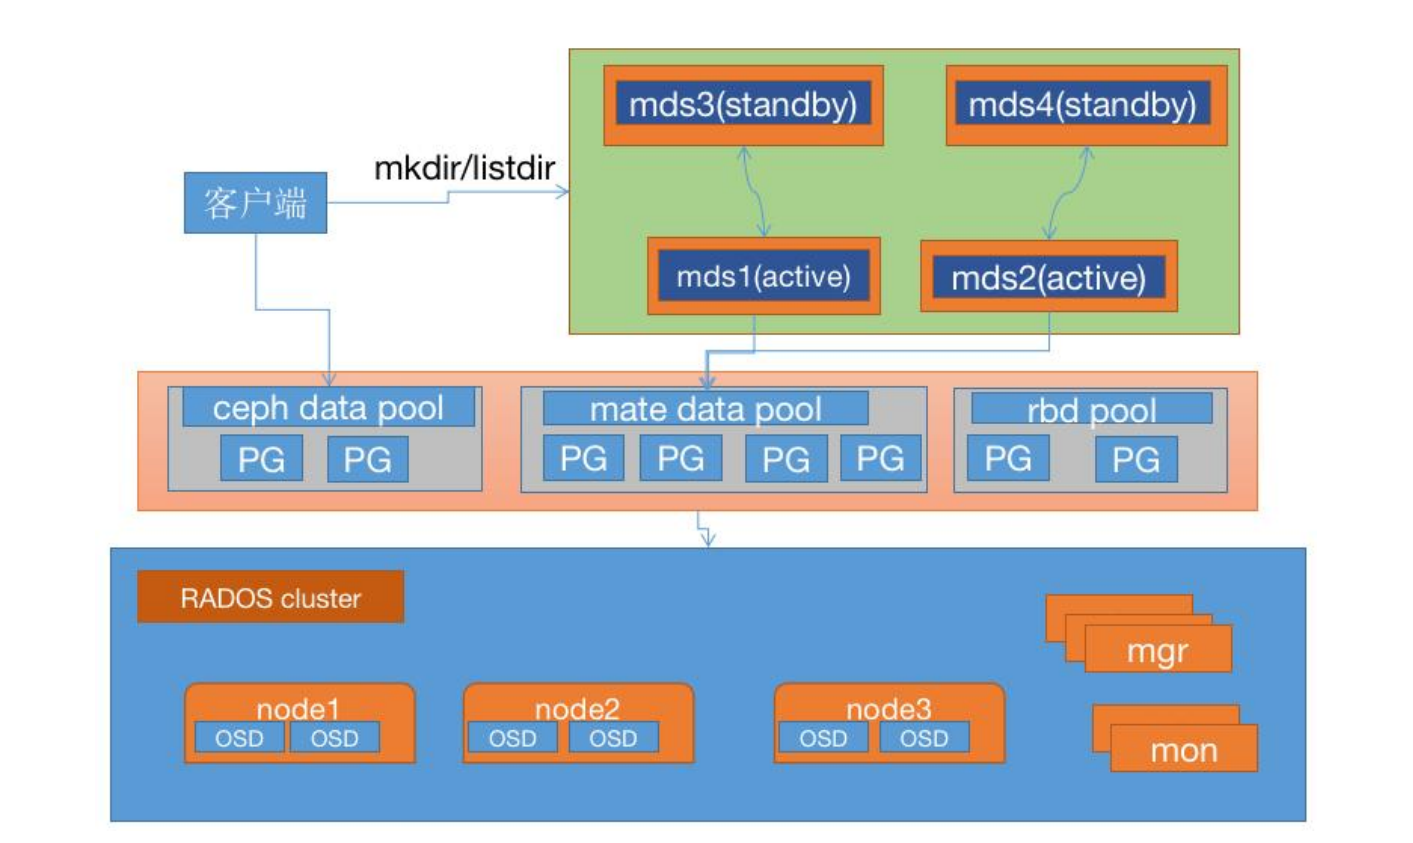 mds3(standby)
mds4(standby)
mkdir/listdir
客户端
mds1(active)
mds2(active)
ceph data pool
mate data pool
rbd pool
PG
PG
PG
PG
PG
PG
PG
PG
RADOS cluster
mgr
node1
node2
node3
OSD
OSD
OSD
OSD
OSD
OSD
mon